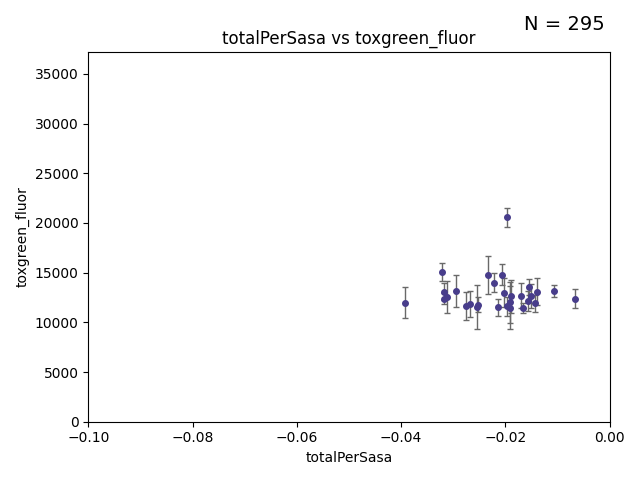 N = 295
totalPerSasa vs toxgreen_fluor
35000
30000
25000
20000
15000
10000
5000
0
toxgreen_fluor
−0.10 −0.08 −0.06 −0.04 −0.02 0.00
totalPerSasa